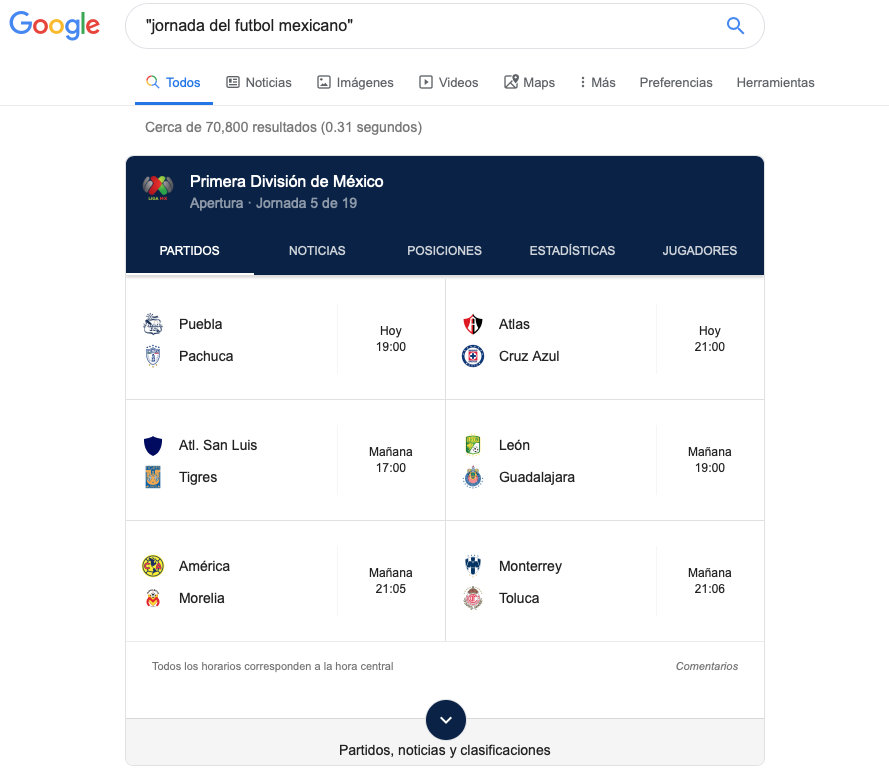 Google
"jornada del futbol mexicano"
Todos Noticias Imágenes Videos Maps Más Preferencias Herramientas
Cerca de 70,800 resultados (0.31 segundos)
Primera División de México
Apertura · Jornada 5 de 19
PARTIDOS NOTICIAS POSICIONES ESTADÍSTICAS JUGADORES
Puebla
Pachuca
Hoy
19:00
Atlas
Cruz Azul
Hoy
21:00
Atl. San Luis
Tigres
Mañana
17:00
León
Guadalajara
Mañana
19:00
América
Morelia
Mañana
21:05
Monterrey
Toluca
Mañana
21:06
Todos los horarios corresponden a la hora central
Comentarios
Partidos, noticias y clasificaciones